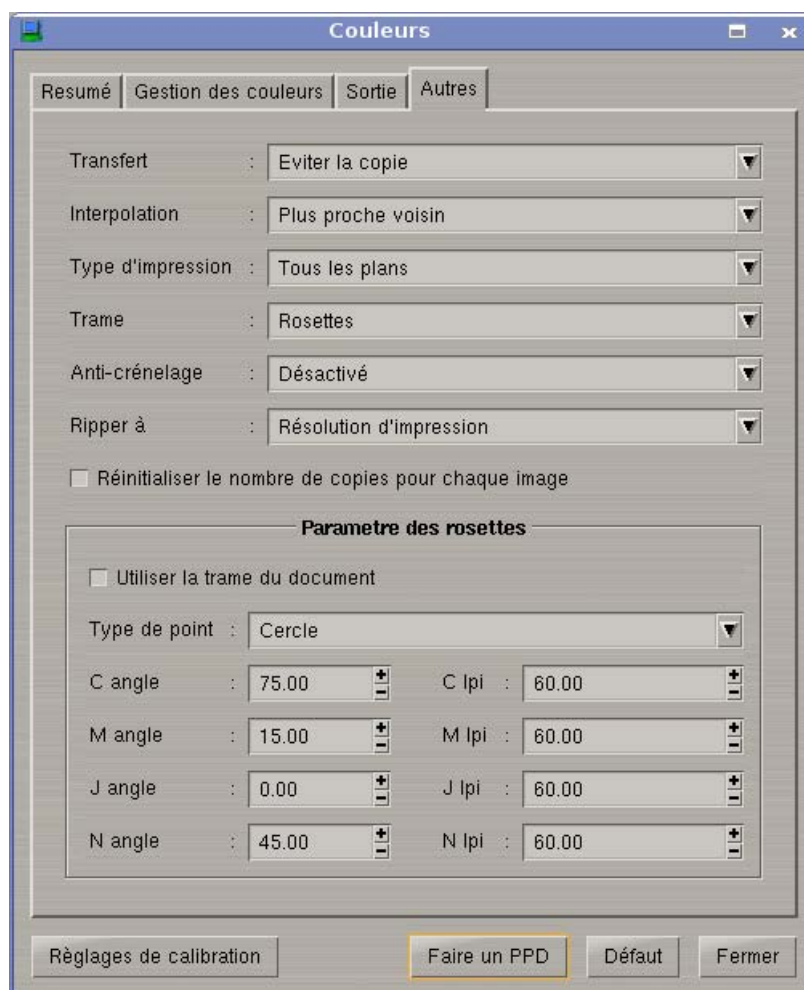 Couleurs
Resumé Gestion des couleurs Sortie Autres
Transfert : Eviter la copie
Interpolation : Plus proche voisin
Type d'impression : Tous les plans
Trame : Rosettes
Anti-crénelage : Désactivé
Ripper à : Résolution d'impression
Réinitialiser le nombre de copies pour chaque image
Parametre des rosettes
Utiliser la trame du document
Type de point : Cercle
C angle : 75.00 C lpi : 60.00
M angle : 15.00 M lpi : 60.00
J angle : 0.00 J lpi : 60.00
N angle : 45.00 N lpi : 60.00
Règlages de calibration Faire un PPD Défaut Fermer